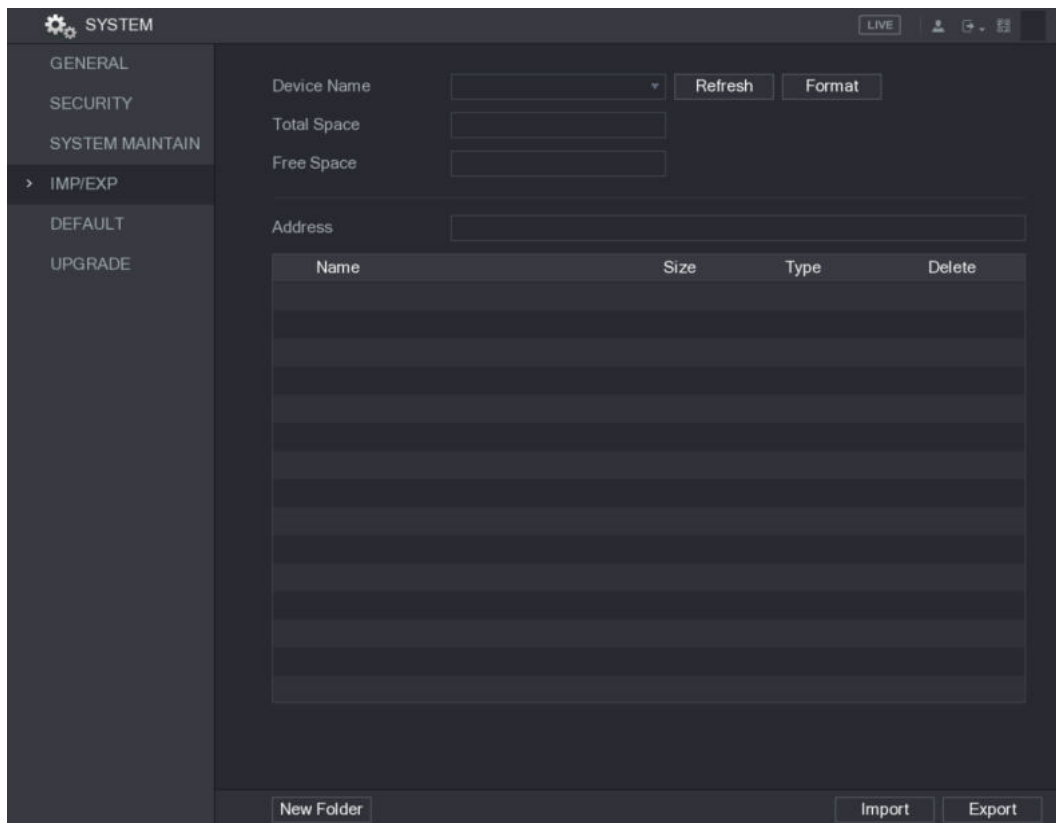 SYSTEM
LIVE
GENERAL
SECURITY
SYSTEM MAINTAIN
> IMP/EXP
DEFAULT
UPGRADE
Device Name Refresh Format
Total Space
Free Space
Address
Name Size Type Delete
New Folder Import Export